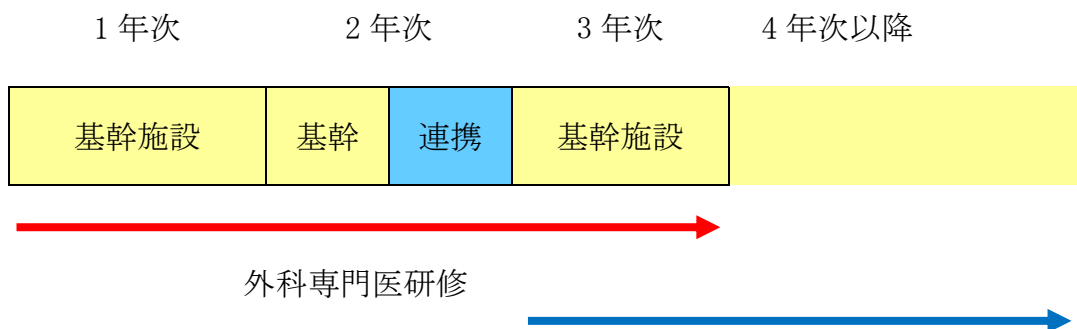 1 年次 2 年次 3 年次 4 年次以降
基幹施設 基幹 連携 基幹施設
外科専門医研修